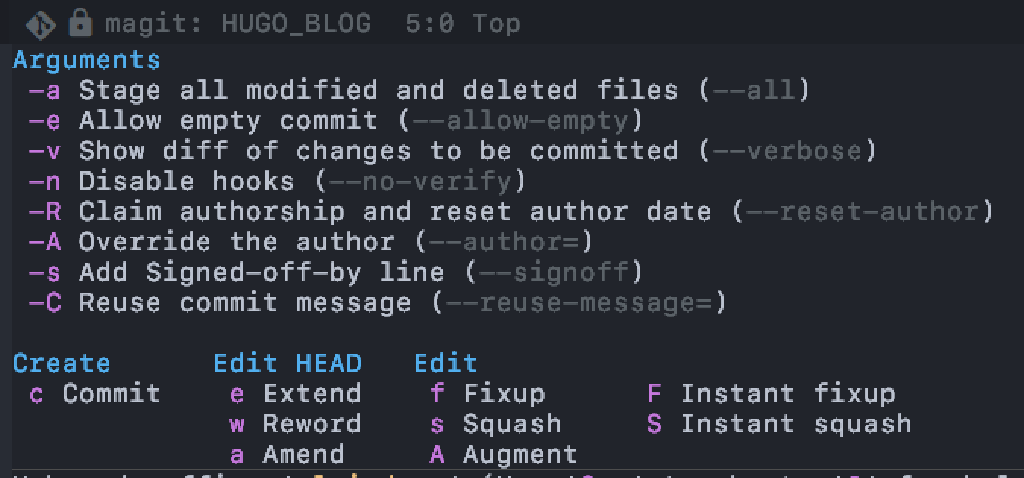 magit: HUGO_BLOG 5:0 Top
Arguments
-a Stage all modified and deleted files (--all)
-e Allow empty commit (--allow-empty)
-v Show diff of changes to be committed (--verbose)
-n Disable hooks (--no-verify)
-R Claim authorship and reset author date (--reset-author)
-A Override the author (--author=)
-s Add Signed-off-by line (--signoff)
-C Reuse commit message (--reuse-message=)
Create Edit HEAD Edit
c Commit e Extend f Fixup F Instant fixup
w Reword s Squash S Instant squash
a Amend A Augment